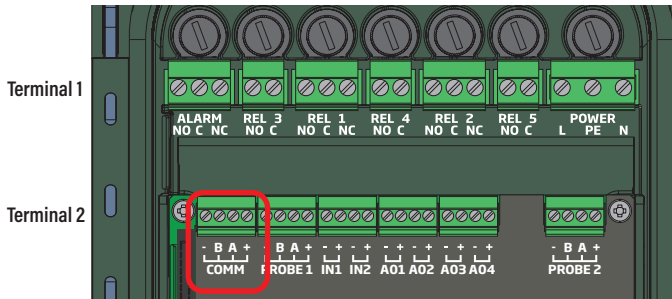 Terminal 1
ALARM REL 3 REL 1 REL 4 REL 2 REL 5 POWER
NO C NC NO C NO C NC NO C NO C NC NO C L PE N
Terminal 2
- B A + - B A + - + - + - + - + - + - + - B A +
COMM PROBE 1 IN1 IN2 AO1 AO2 AO3 AO4 PROBE 2